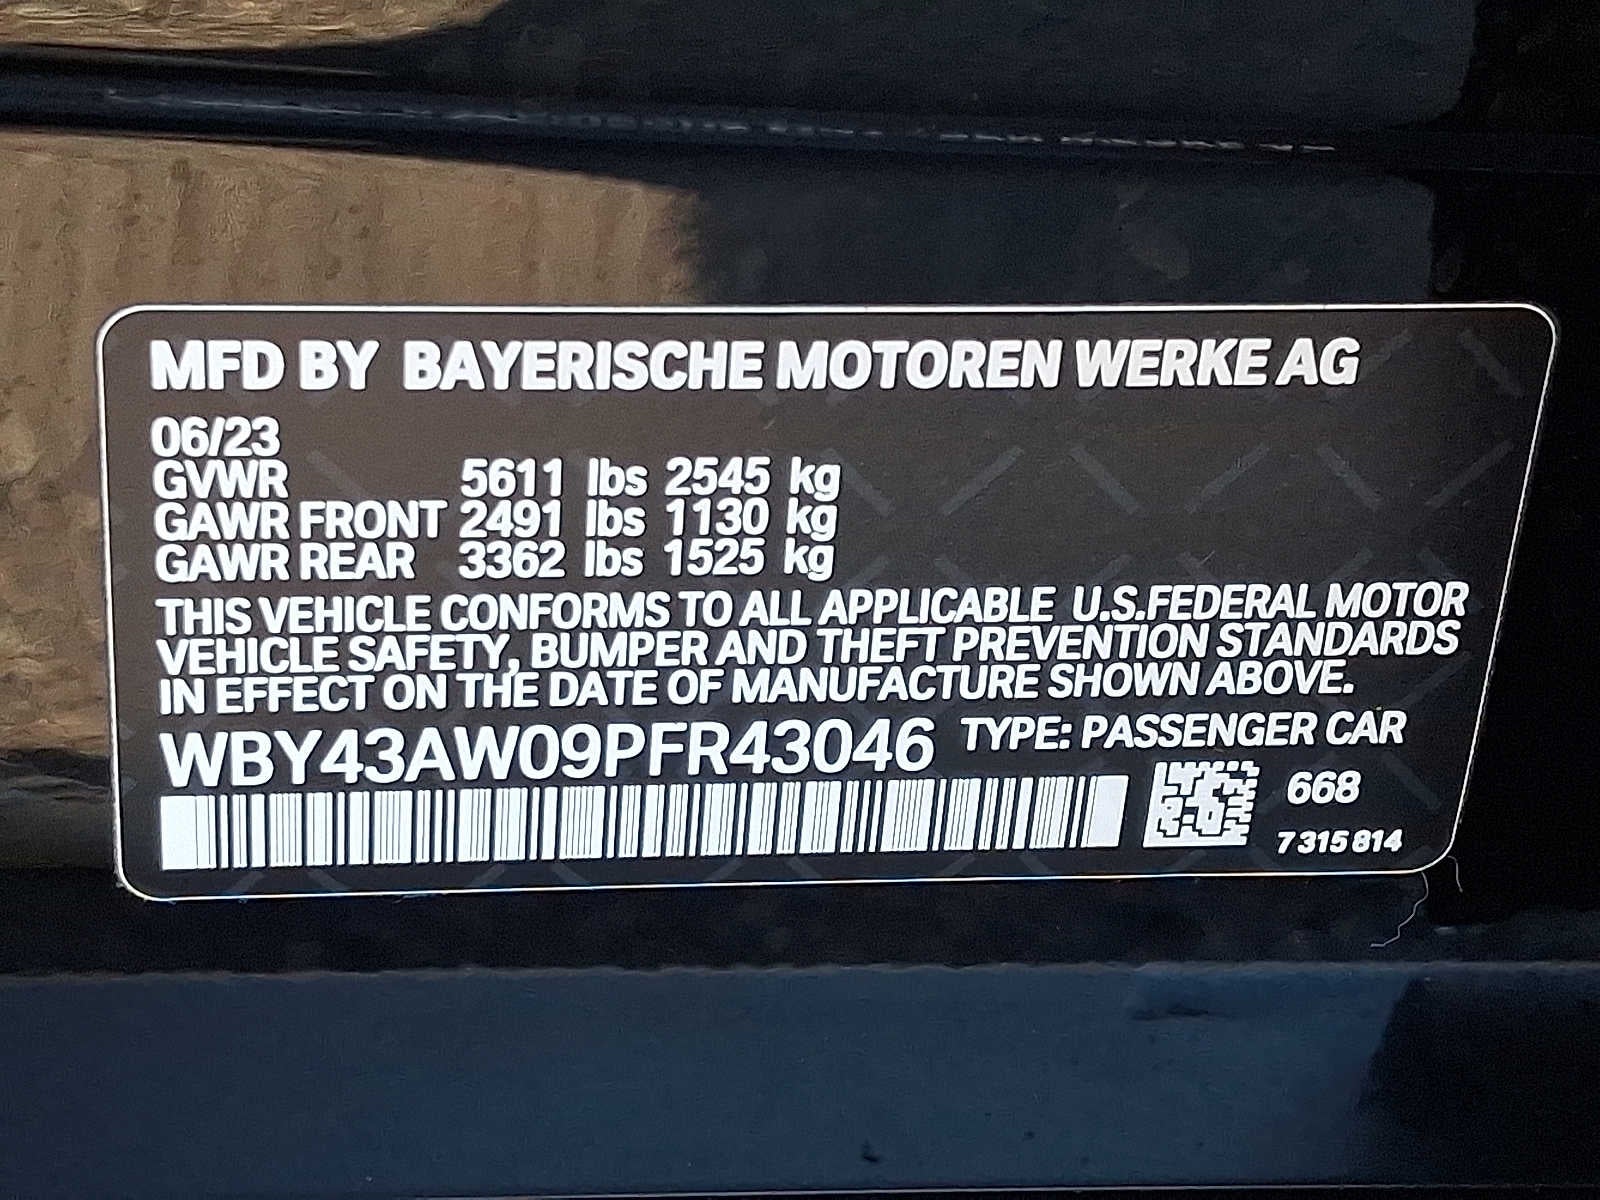 MFD BY BAYERISCHE MOTOREN WERKE AG
06/23
GVWR 5611 lbs 2545 kg
GAWR FRONT 2491 lbs 1130 kg
GAWR REAR 3362 lbs 1525 kg
THIS VEHICLE CONFORMS TO ALL APPLICABLE U.S.FEDERAL MOTOR
VEHICLE SAFETY, BUMPER AND THEFT PREVENTION STANDARDS
IN EFFECT ON THE DATE OF MANUFACTURE SHOWN ABOVE.
WBY43AW09PFR43046 TYPE: PASSENGER CAR
668
7 315 814